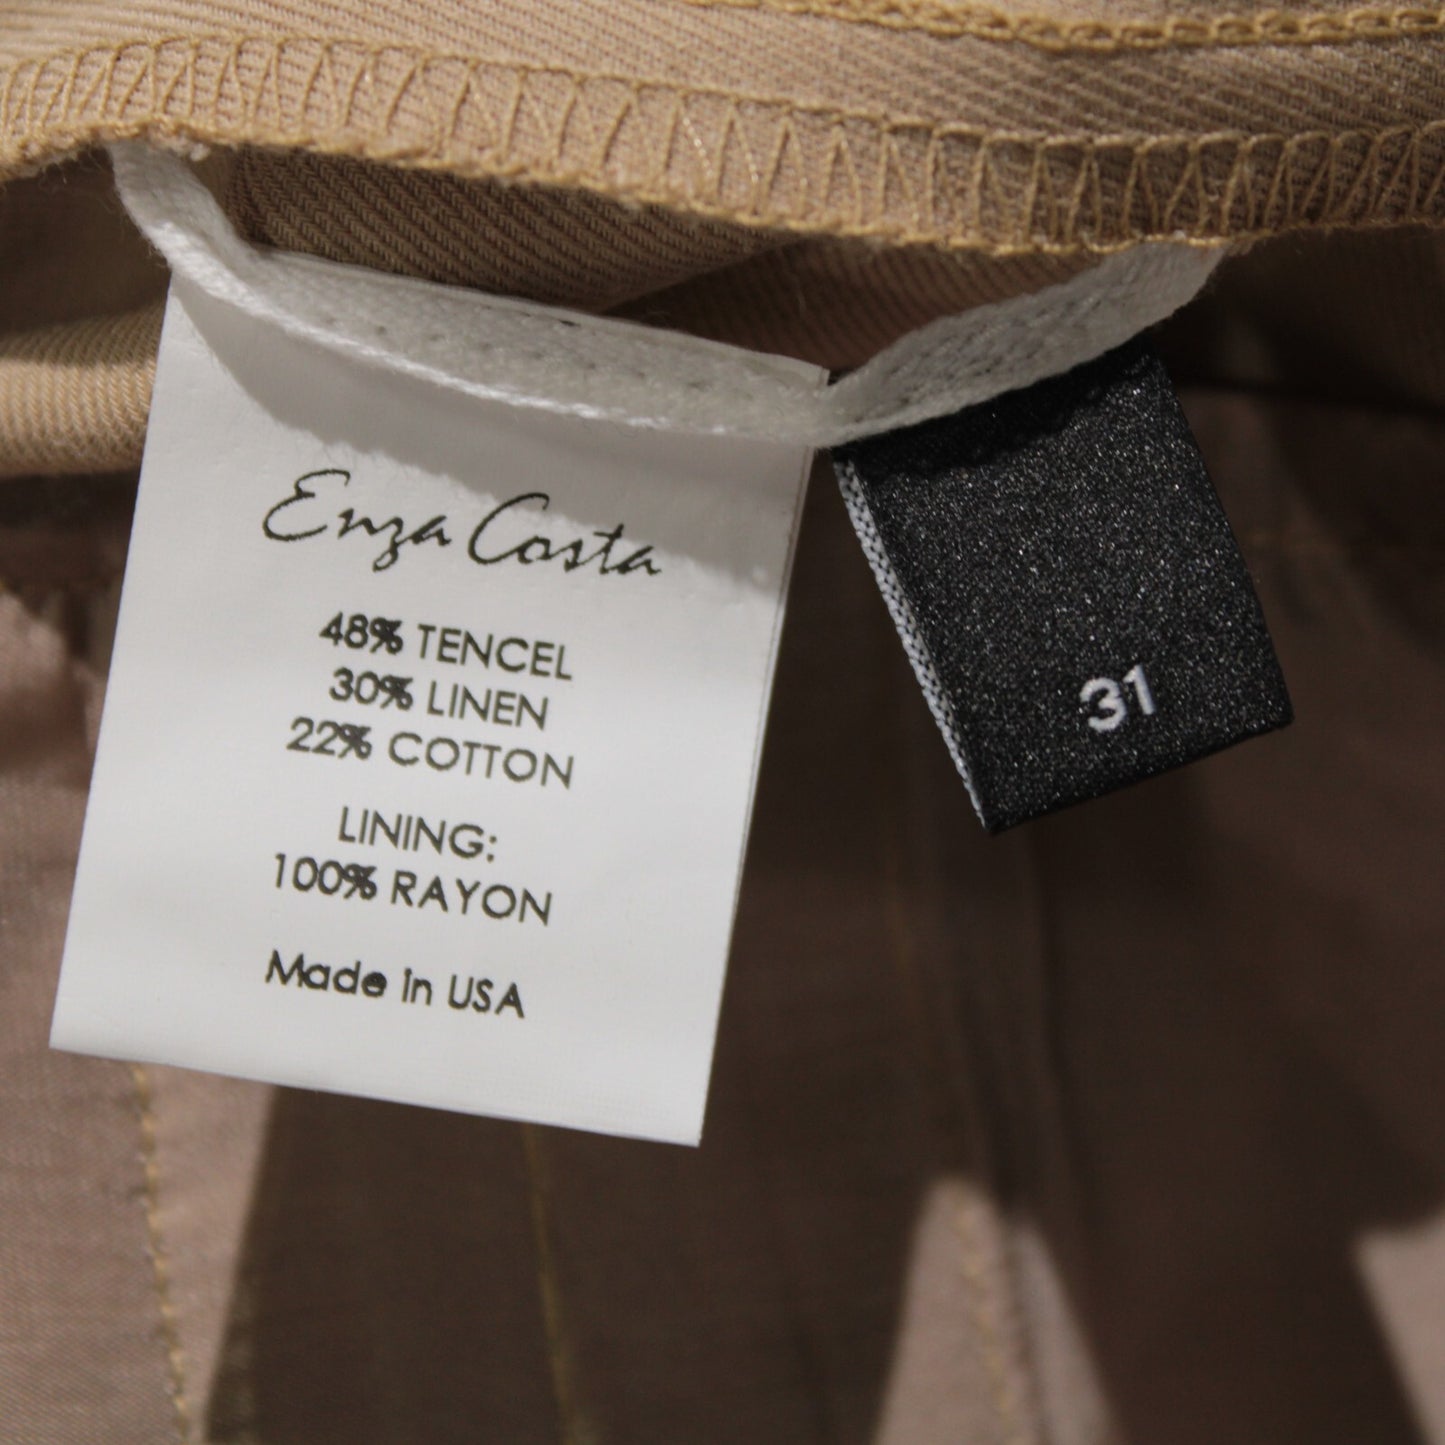 Enza Costa
48% TENCEL
30% LINEN
22% COTTON
LINING:
100% RAYON
Made in USA
31